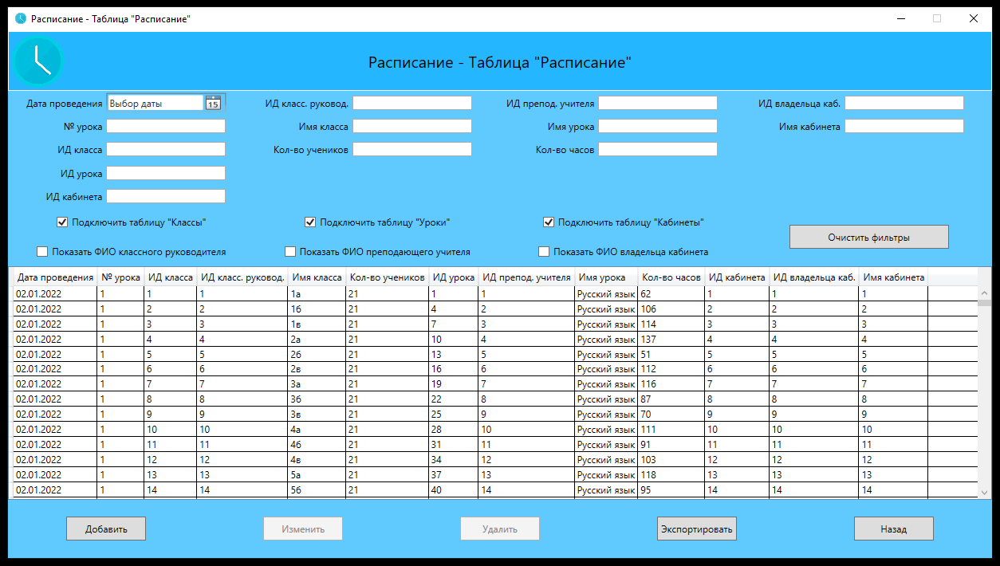 Расписание - Таблица "Расписание"
Расписание - Таблица "Расписание"
Дата проведения Выбор даты 15 ИД класс. руковод. ИД препод. учителя ИД владельца каб.
№ урока Имя класса Имя урока Имя кабинета
ИД класса Кол-во учеников Кол-во часов
ИД урока
ИД кабинета
Подключить таблицу "Классы" Подключить таблицу "Уроки" Подключить таблицу "Кабинеты"
Очистить фильтры
Показать ФИО классного руководителя Показать ФИО преподающего учителя Показать ФИО владельца кабинета
Дата проведения № урока ИД класса ИД класс. руковод. Имя класса Кол-во учеников ИД урока ИД препод. учителя Имя урока Кол-во часов ИД кабинета ИД владельца каб. Имя кабинета
02.01.2022 1 1 1 1а 21 1 1 Русский язык 62 1 1 1
02.01.2022 1 2 2 1б 21 4 2 Русский язык 106 2 2 2
02.01.2022 1 3 3 1в 21 7 3 Русский язык 114 3 3 3
02.01.2022 1 4 4 2а 21 10 4 Русский язык 137 4 4 4
02.01.2022 1 5 5 2б 21 13 5 Русский язык 51 5 5 5
02.01.2022 1 6 6 2в 21 16 6 Русский язык 112 6 6 6
02.01.2022 1 7 7 3а 21 19 7 Русский язык 116 7 7 7
02.01.2022 1 8 8 3б 21 22 8 Русский язык 87 8 8 8
02.01.2022 1 9 9 3в 21 25 9 Русский язык 70 9 9 9
02.01.2022 1 10 10 4а 21 28 10 Русский язык 111 10 10 10
02.01.2022 1 11 11 4б 21 31 11 Русский язык 91 11 11 11
02.01.2022 1 12 12 4в 21 34 12 Русский язык 103 12 12 12
02.01.2022 1 13 13 5а 21 37 13 Русский язык 118 13 13 13
02.01.2022 1 14 14 5б 21 40 14 Русский язык 95 14 14 14
Добавить Изменить Удалить Экспортировать Назад